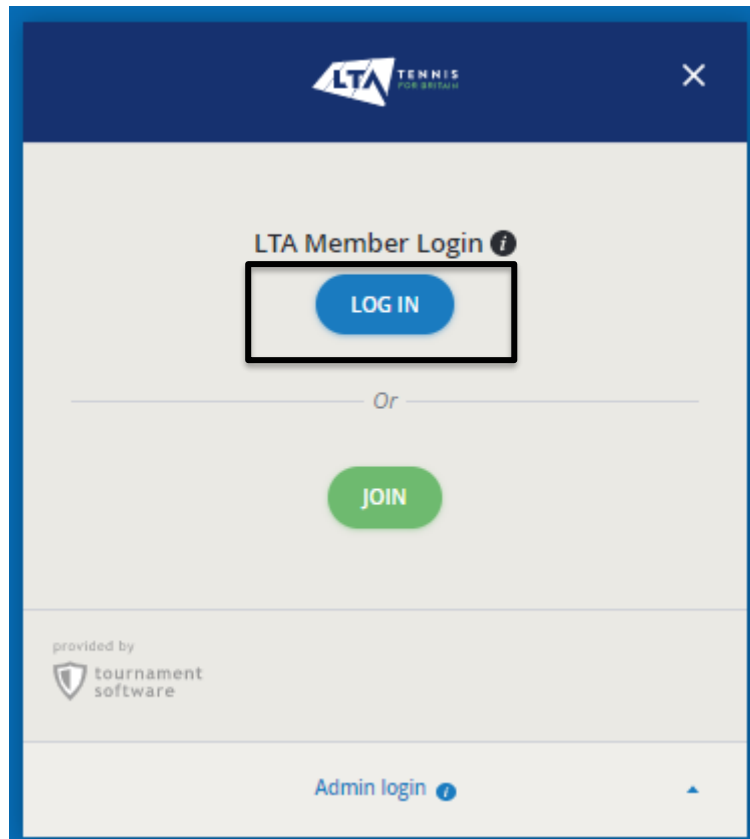 LTA TENNIS
FOR BRITAIN
LTA Member Login i
LOG IN
Or
JOIN
provided by
tournament
software
Admin login i